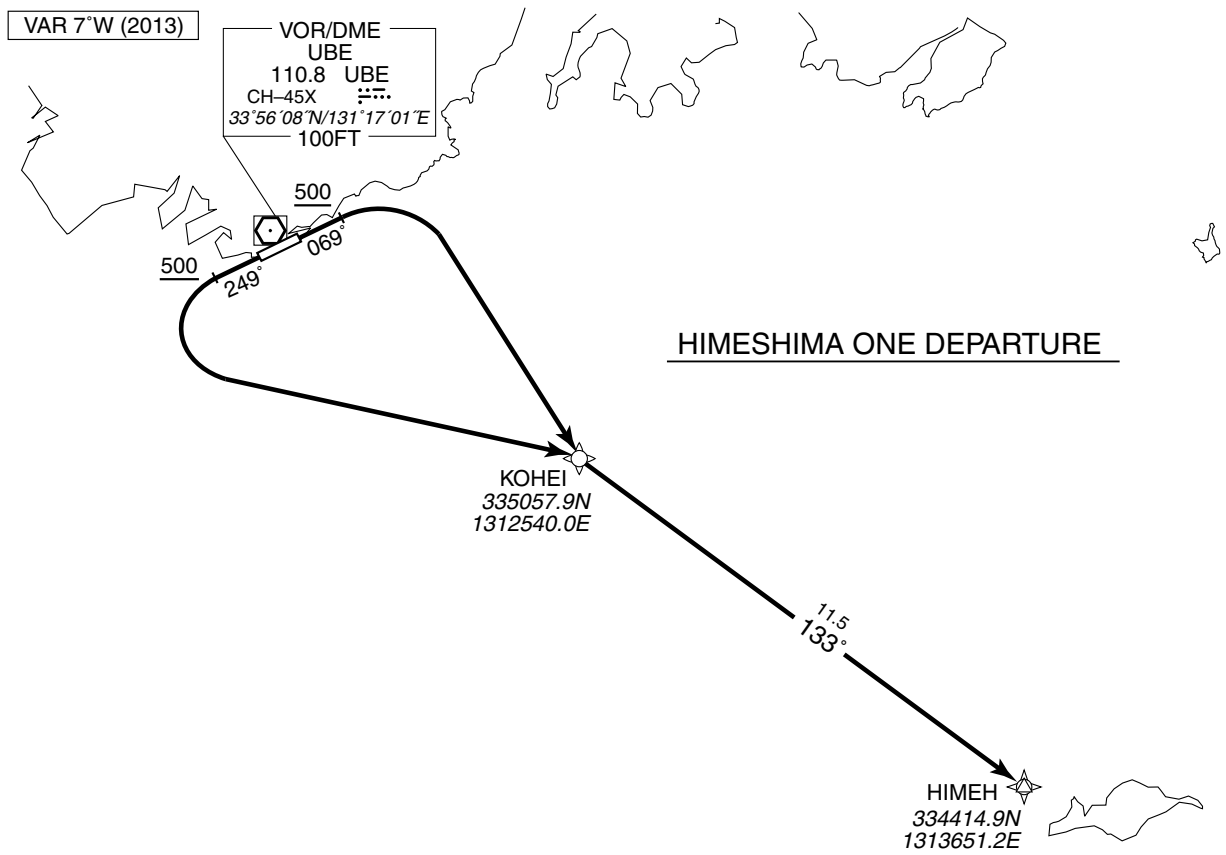 VAR 7˚W (2013)
VOR/DME
UBE
110.8 UBE
CH–45X
33˚56´08˝N/131˚17´01˝E
100FT
500
069˚
500
249˚
HIMESHIMA ONE DEPARTURE
KOHEI
335057.9N
1312540.0E
11.5
133˚
HIMEH
334414.9N
1313651.2E